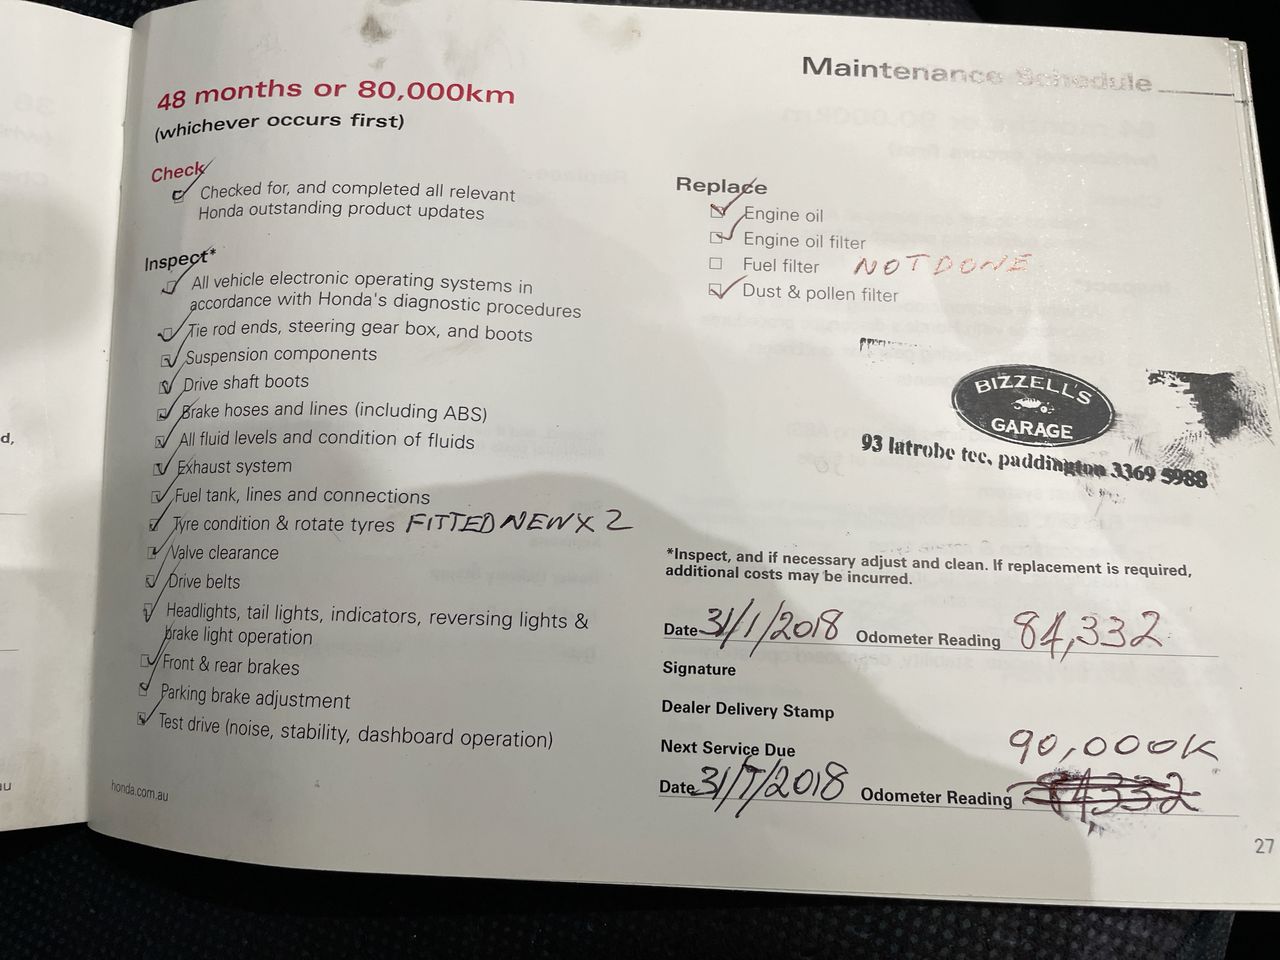 Maintenance Schedule
48 months or 80,000km
(whichever occurs first)
Check
Checked for, and completed all relevant
Honda outstanding product updates
Inspect*
All vehicle electronic operating systems in
accordance with Honda's diagnostic procedures
Tie rod ends, steering gear box, and boots
Suspension components
Drive shaft boots
Brake hoses and lines (including ABS)
All fluid levels and condition of fluids
Exhaust system
Fuel tank, lines and connections
Tyre condition & rotate tyres FITTED NEW X 2
Valve clearance
Drive belts
Headlights, tail lights, indicators, reversing lights &
brake light operation
Front & rear brakes
Parking brake adjustment
Test drive (noise, stability, dashboard operation)
honda.com.au
Replace
Engine oil
Engine oil filter
Fuel filter NOT DONE
Dust & pollen filter
BIZZELL'S
GARAGE
93 latrobe tce, paddington 3369 5988
*Inspect, and if necessary adjust and clean. If replacement is required,
additional costs may be incurred.
Date 31/1/2018 Odometer Reading 84,332
Signature
Dealer Delivery Stamp
Next Service Due 90,000K
Date 31/7/2018 Odometer Reading
27